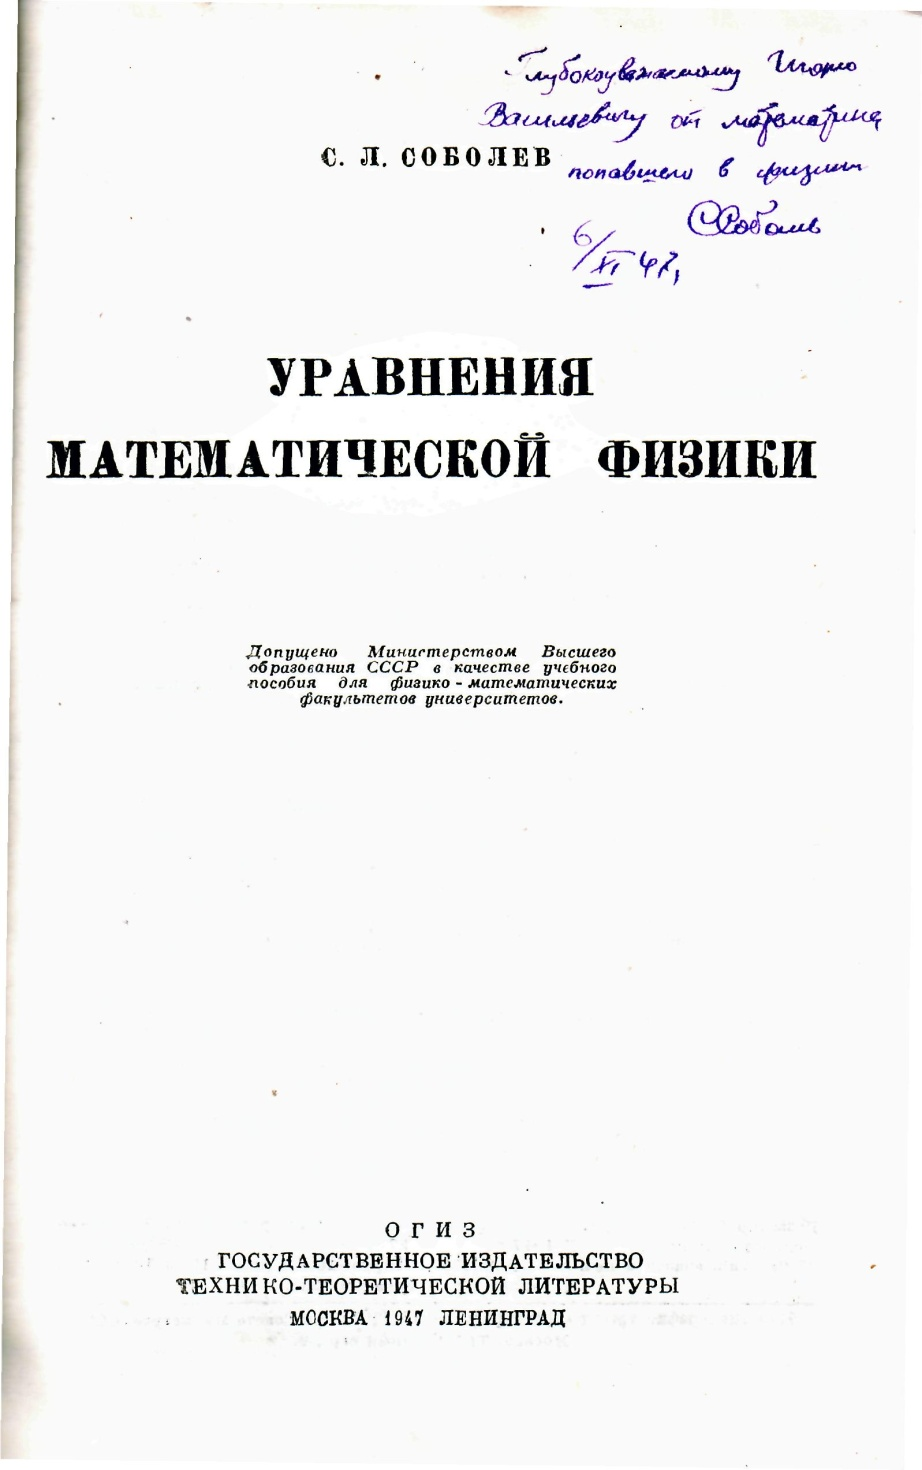 Глубокоуважаемому Игорю
Васильевичу от математика
попавшего в физики
ССоболев
6/XI 47,
С. Л. СОБОЛЕВ
УРАВНЕНИЯ
МАТЕМАТИЧЕСКОЙ ФИЗИКИ
Допущено Министерством Высшего
образования СССР в качестве учебного
пособия для физико-математических
факультетов университетов.
ОГИЗ
ГОСУДАРСТВЕННОЕ ИЗДАТЕЛЬСТВО
ТЕХНИКО-ТЕОРЕТИЧЕСКОЙ ЛИТЕРАТУРЫ
МОСКВА 1947 ЛЕНИНГРАД